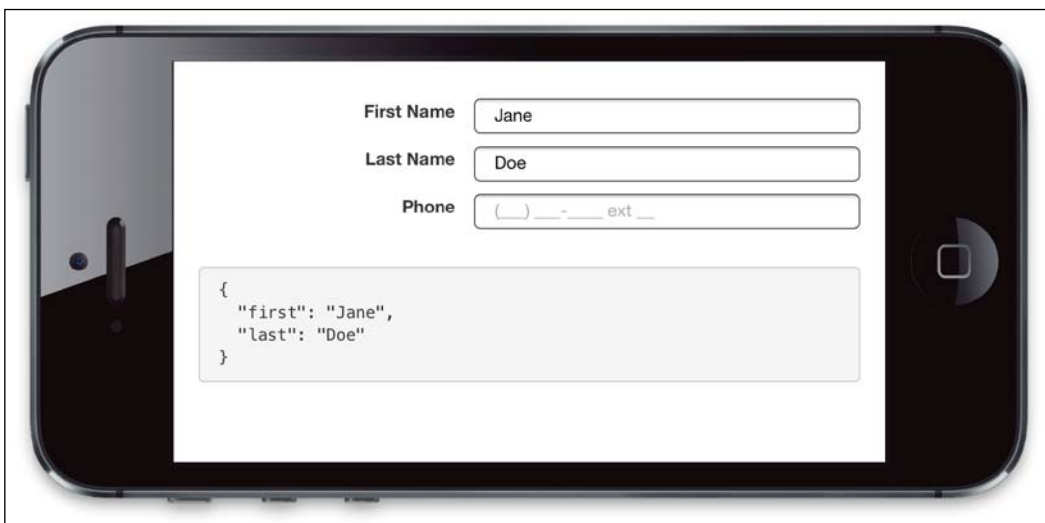 First Name Jane
Last Name Doe
Phone (___) ___-____ ext __
{
  "first": "Jane",
  "last": "Doe"
}